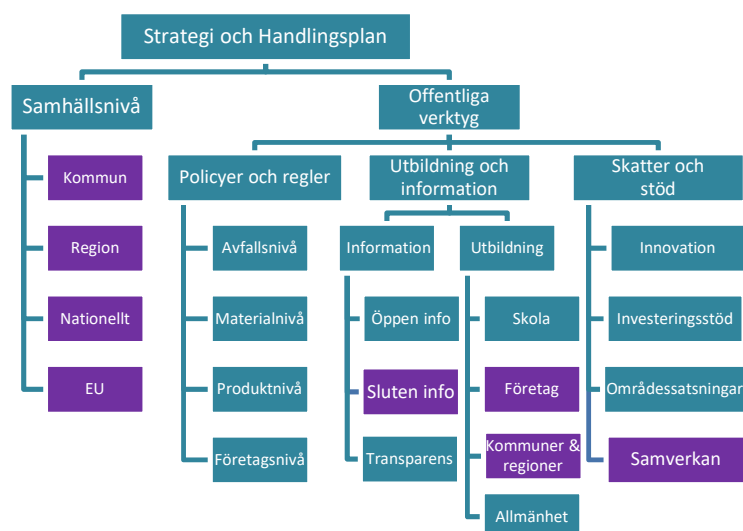 Strategi och Handlingsplan
Samhällsnivå
Offentliga
verktyg
Kommun
Region
Nationellt
EU
Policyer och regler
Utbildning och
information
Skatter och
stöd
Avfallsnivå
Materialnivå
Produktnivå
Företagsnivå
Information
Öppen info
Sluten info
Transparens
Utbildning
Skola
Företag
Kommuner &
regioner
Allmänhet
Innovation
Investeringsstöd
Områdessatsningar
Samverkan